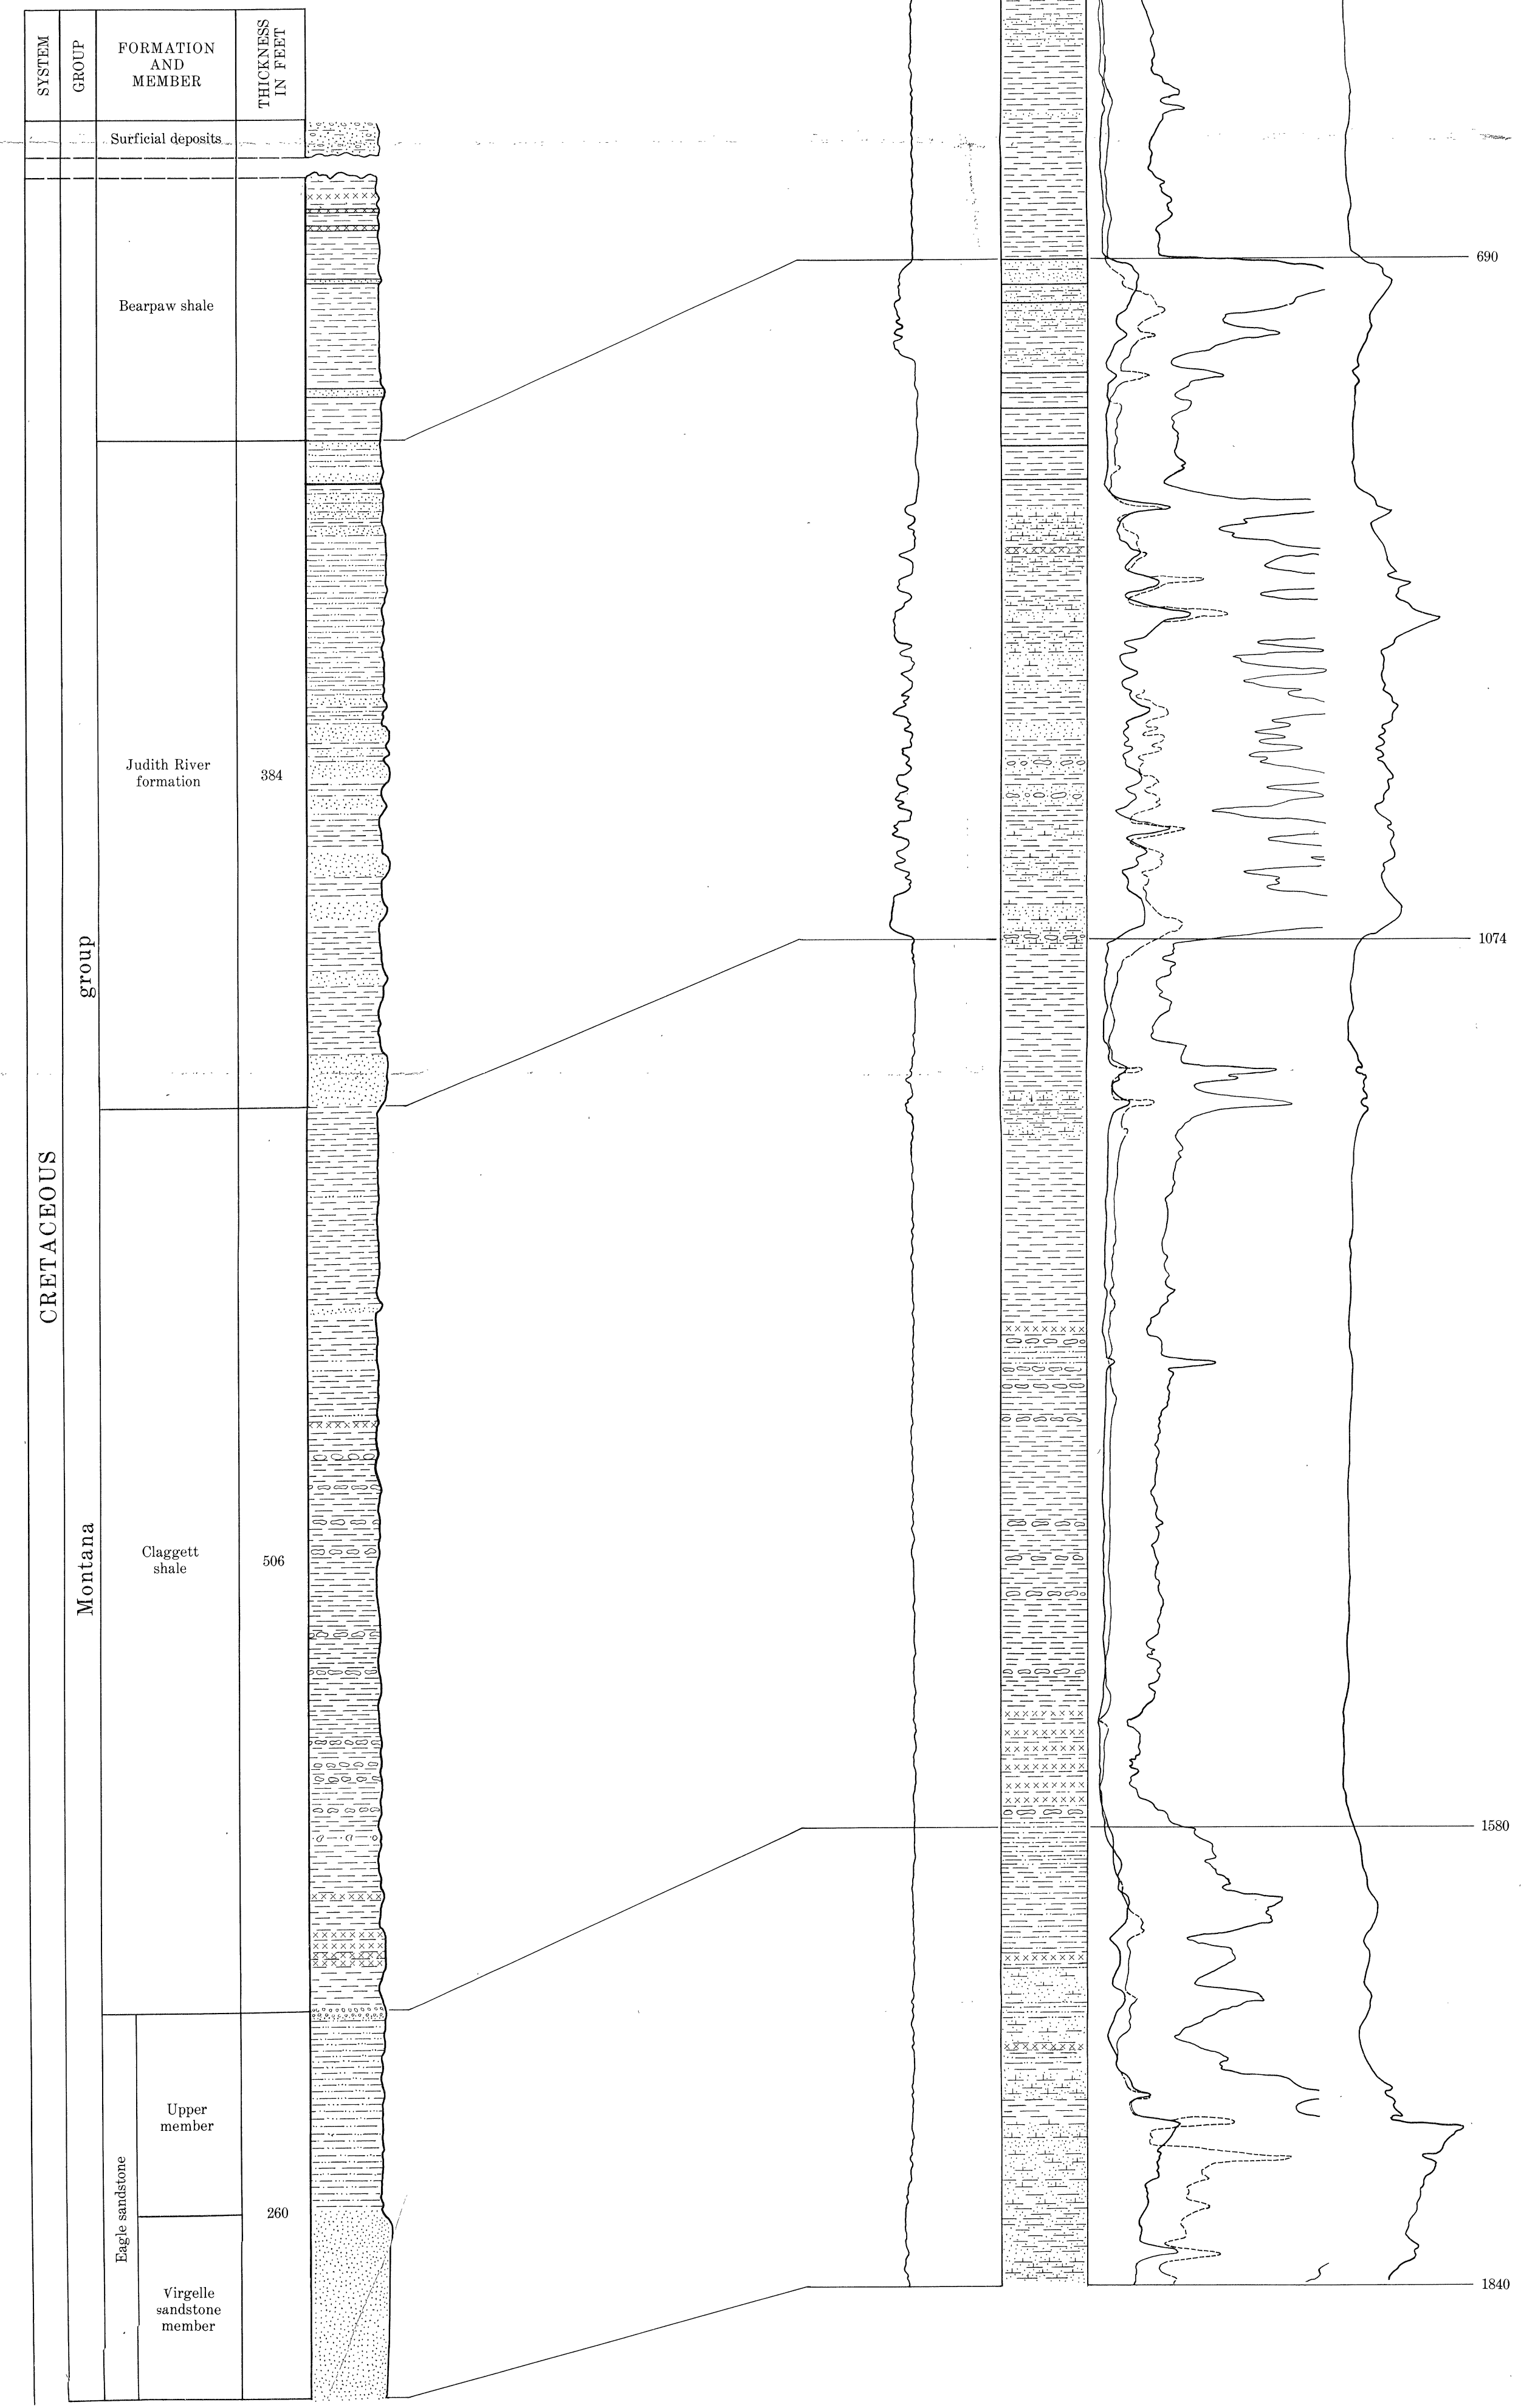 SYSTEM
GROUP
FORMATION
AND
MEMBER
THICKNESS
IN FEET
Surficial deposits
Bearpaw shale
690
Judith River
formation
384
group
1074
CRETACEOUS
Montana
Claggett
shale
506
1580
Upper
member
Eagle sandstone
260
Virgelle
sandstone
member
1840